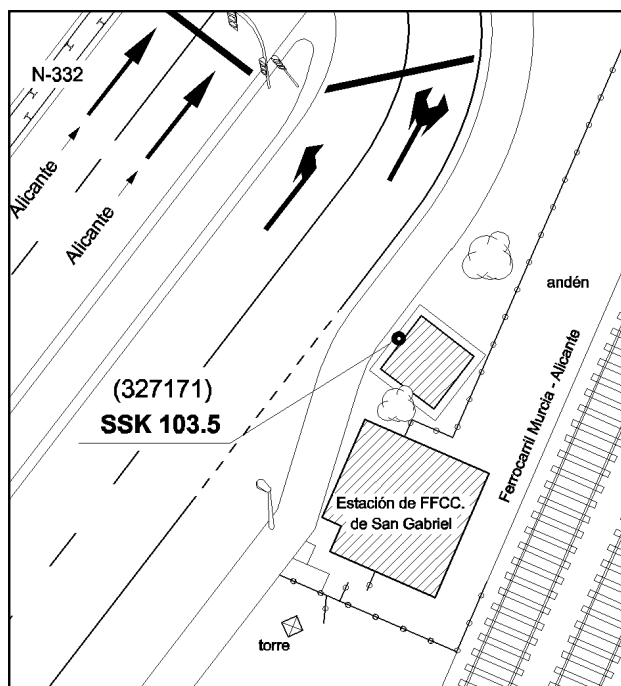 N-332
Alicante
Alicante
andén
(327171)
SSK 103.5
Ferrocarril Murcia - Alicante
Estación de FFCC.
de San Gabriel
torre